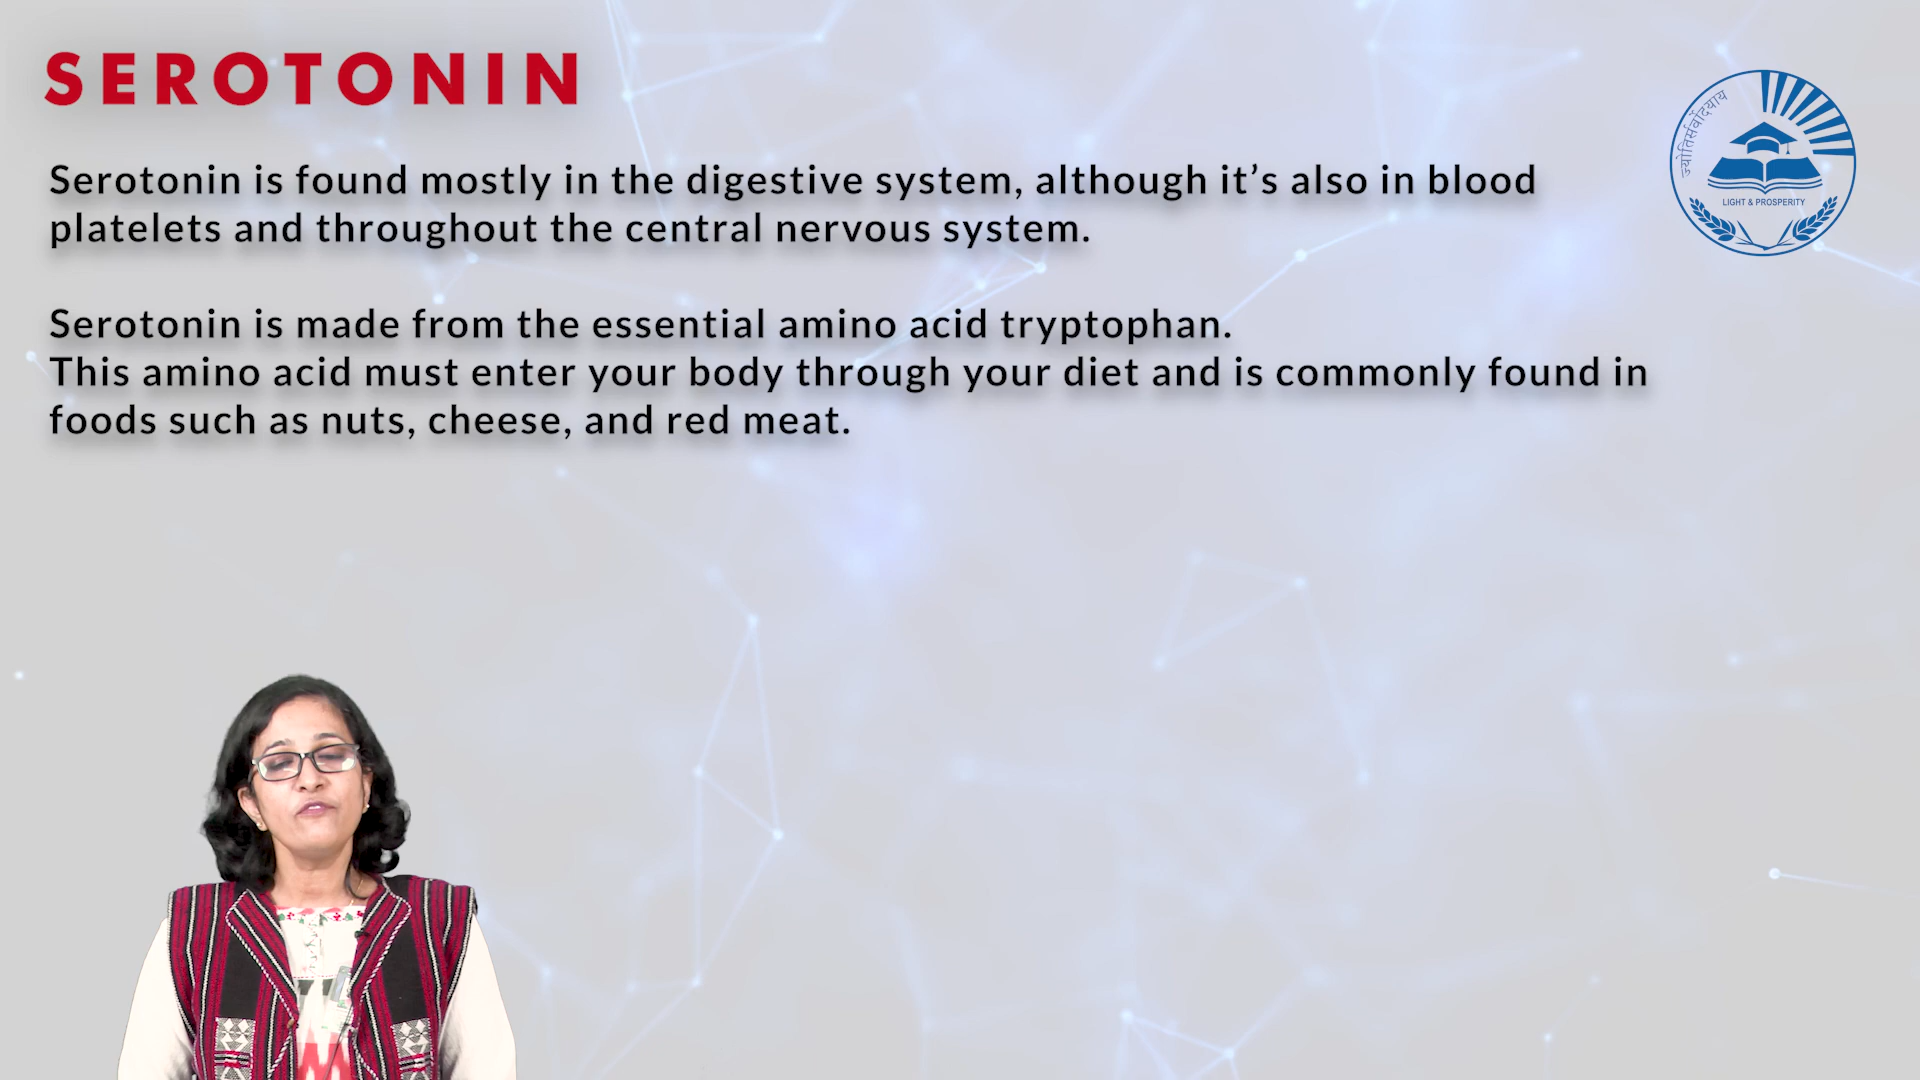 SEROTONIN
Serotonin is found mostly in the digestive system, although it’s also in blood
platelets and throughout the central nervous system.
Serotonin is made from the essential amino acid tryptophan.
This amino acid must enter your body through your diet and is commonly found in
foods such as nuts, cheese, and red meat.
ज्योतिर्सर्वोदयाय
LIGHT & PROSPERITY